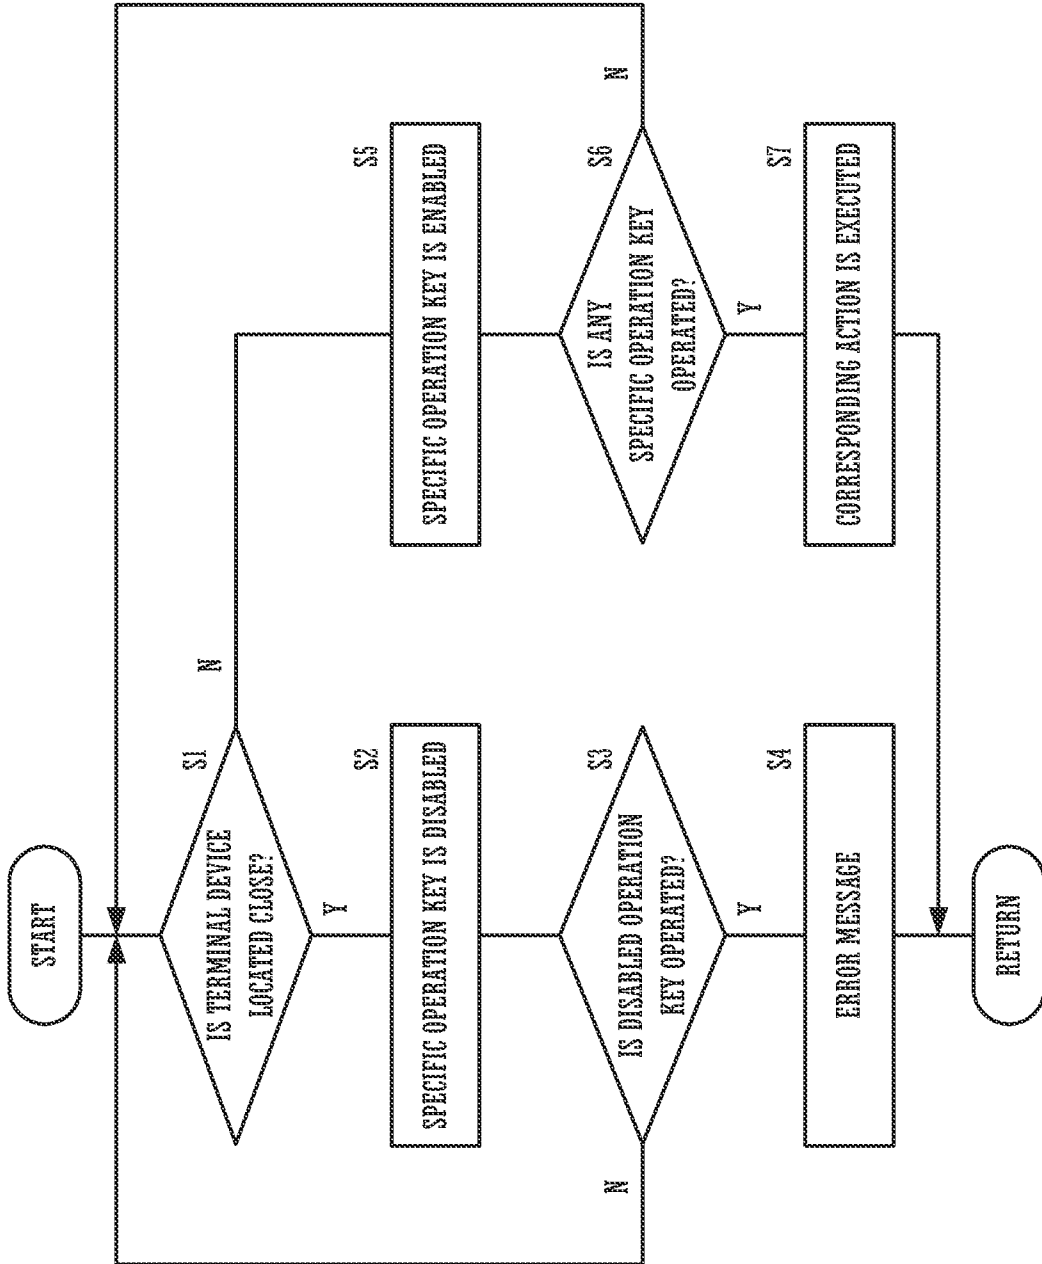 START
S1
IS TERMINAL DEVICE
LOCATED CLOSE?
N
Y
S2
SPECIFIC OPERATION KEY IS DISABLED
S3
IS DISABLED OPERATION
KEY OPERATED?
N
Y
S4
ERROR MESSAGE
S5
SPECIFIC OPERATION KEY IS ENABLED
S6
IS ANY
SPECIFIC OPERATION KEY
OPERATED?
N
Y
S7
CORRESPONDING ACTION IS EXECUTED
RETURN